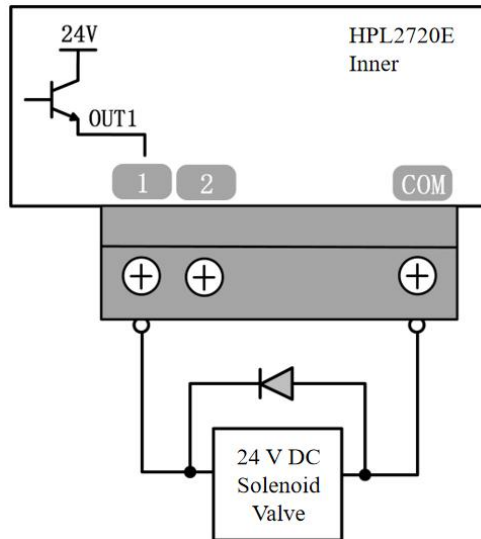 24V
HPL2720E
Inner
OUT1
1 2 COM
24 V DC
Solenoid
Valve